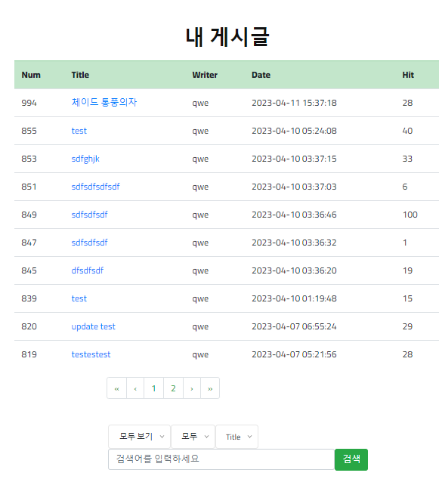 내 게시글
Num Title Writer Date Hit
994 체이드 통풍의자 qwe 2023-04-11 15:37:18 28
855 test qwe 2023-04-10 05:24:08 40
853 sdfghjk qwe 2023-04-10 03:37:15 33
851 sdfsdfsdfsdf qwe 2023-04-10 03:37:03 6
849 sdfsdfsdf qwe 2023-04-10 03:36:46 100
847 sdfsdfsdf qwe 2023-04-10 03:36:32 1
845 dfsdfsdf qwe 2023-04-10 03:36:20 19
839 test qwe 2023-04-10 01:19:48 15
820 update test qwe 2023-04-07 06:55:24 29
819 testestest qwe 2023-04-07 05:21:56 28
« ‹ 1 2 › »
모두 보기 모두 Title
검색어를 입력하세요 검색